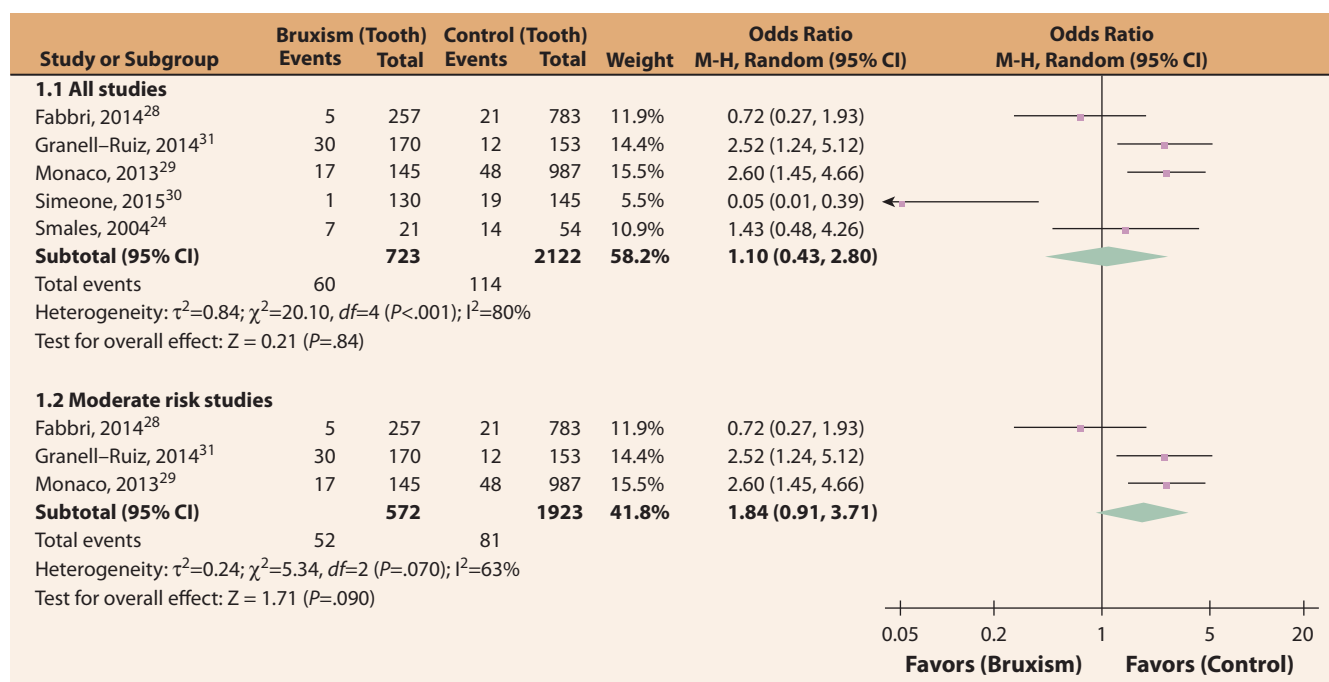 Bruxism (Tooth) Control (Tooth) Odds Ratio Odds Ratio
Study or Subgroup Events Total Events Total Weight M-H, Random (95% CI) M-H, Random (95% CI)
1.1 All studies
Fabbri, 2014²⁸ 5 257 21 783 11.9% 0.72 (0.27, 1.93)
Granell–Ruiz, 2014³¹ 30 170 12 153 14.4% 2.52 (1.24, 5.12)
Monaco, 2013²⁹ 17 145 48 987 15.5% 2.60 (1.45, 4.66)
Simeone, 2015³⁰ 1 130 19 145 5.5% 0.05 (0.01, 0.39)
Smales, 2004²⁴ 7 21 14 54 10.9% 1.43 (0.48, 4.26)
Subtotal (95% CI) 723 2122 58.2% 1.10 (0.43, 2.80)
Total events 60 114
Heterogeneity: τ²=0.84; χ²=20.10, df=4 (P<.001); I²=80%
Test for overall effect: Z = 0.21 (P=.84)
1.2 Moderate risk studies
Fabbri, 2014²⁸ 5 257 21 783 11.9% 0.72 (0.27, 1.93)
Granell–Ruiz, 2014³¹ 30 170 12 153 14.4% 2.52 (1.24, 5.12)
Monaco, 2013²⁹ 17 145 48 987 15.5% 2.60 (1.45, 4.66)
Subtotal (95% CI) 572 1923 41.8% 1.84 (0.91, 3.71)
Total events 52 81
Heterogeneity: τ²=0.24; χ²=5.34, df=2 (P=.070); I²=63%
Test for overall effect: Z = 1.71 (P=.090)
0.05 0.2 1 5 20
Favors (Bruxism) Favors (Control)